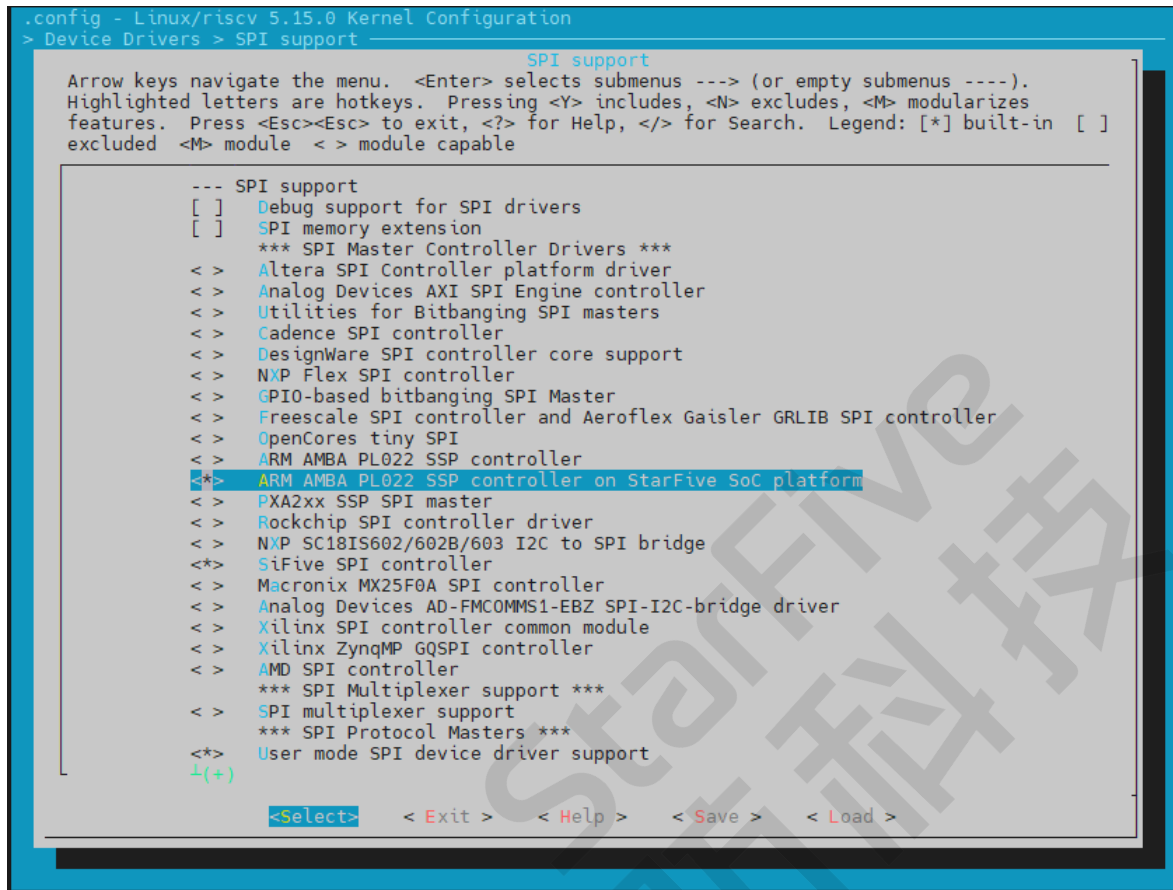 .config - Linux/riscv 5.15.0 Kernel Configuration
> Device Drivers > SPI support
SPI support
Arrow keys navigate the menu.  <Enter> selects submenus ---> (or empty submenus ----).
Highlighted letters are hotkeys.  Pressing <Y> includes, <N> excludes, <M> modularizes
features.  Press <Esc><Esc> to exit, <?> for Help, </> for Search.  Legend: [*] built-in  [ ]
excluded  <M> module  < > module capable
--- SPI support
[ ]   Debug support for SPI drivers
[ ]   SPI memory extension
*** SPI Master Controller Drivers ***
< >   Altera SPI Controller platform driver
< >   Analog Devices AXI SPI Engine controller
< >   Utilities for Bitbanging SPI masters
< >   Cadence SPI controller
< >   DesignWare SPI controller core support
< >   NXP Flex SPI controller
< >   GPIO-based bitbanging SPI Master
< >   Freescale SPI controller and Aeroflex Gaisler GRLIB SPI controller
< >   OpenCores tiny SPI
< >   ARM AMBA PL022 SSP controller
<*>   ARM AMBA PL022 SSP controller on StarFive SoC platform
< >   PXA2xx SSP SPI master
< >   Rockchip SPI controller driver
< >   NXP SC18IS602/602B/603 I2C to SPI bridge
<*>   SiFive SPI controller
< >   Macronix MX25F0A SPI controller
< >   Analog Devices AD-FMCOMMS1-EBZ SPI-I2C-bridge driver
< >   Xilinx SPI controller common module
< >   Xilinx ZynqMP GQSPI controller
< >   AMD SPI controller
*** SPI Multiplexer support ***
< >   SPI multiplexer support
*** SPI Protocol Masters ***
<*>   User mode SPI device driver support
┴(+)
<Select>    < Exit >    < Help >    < Save >    < Load >
StarFive
科技